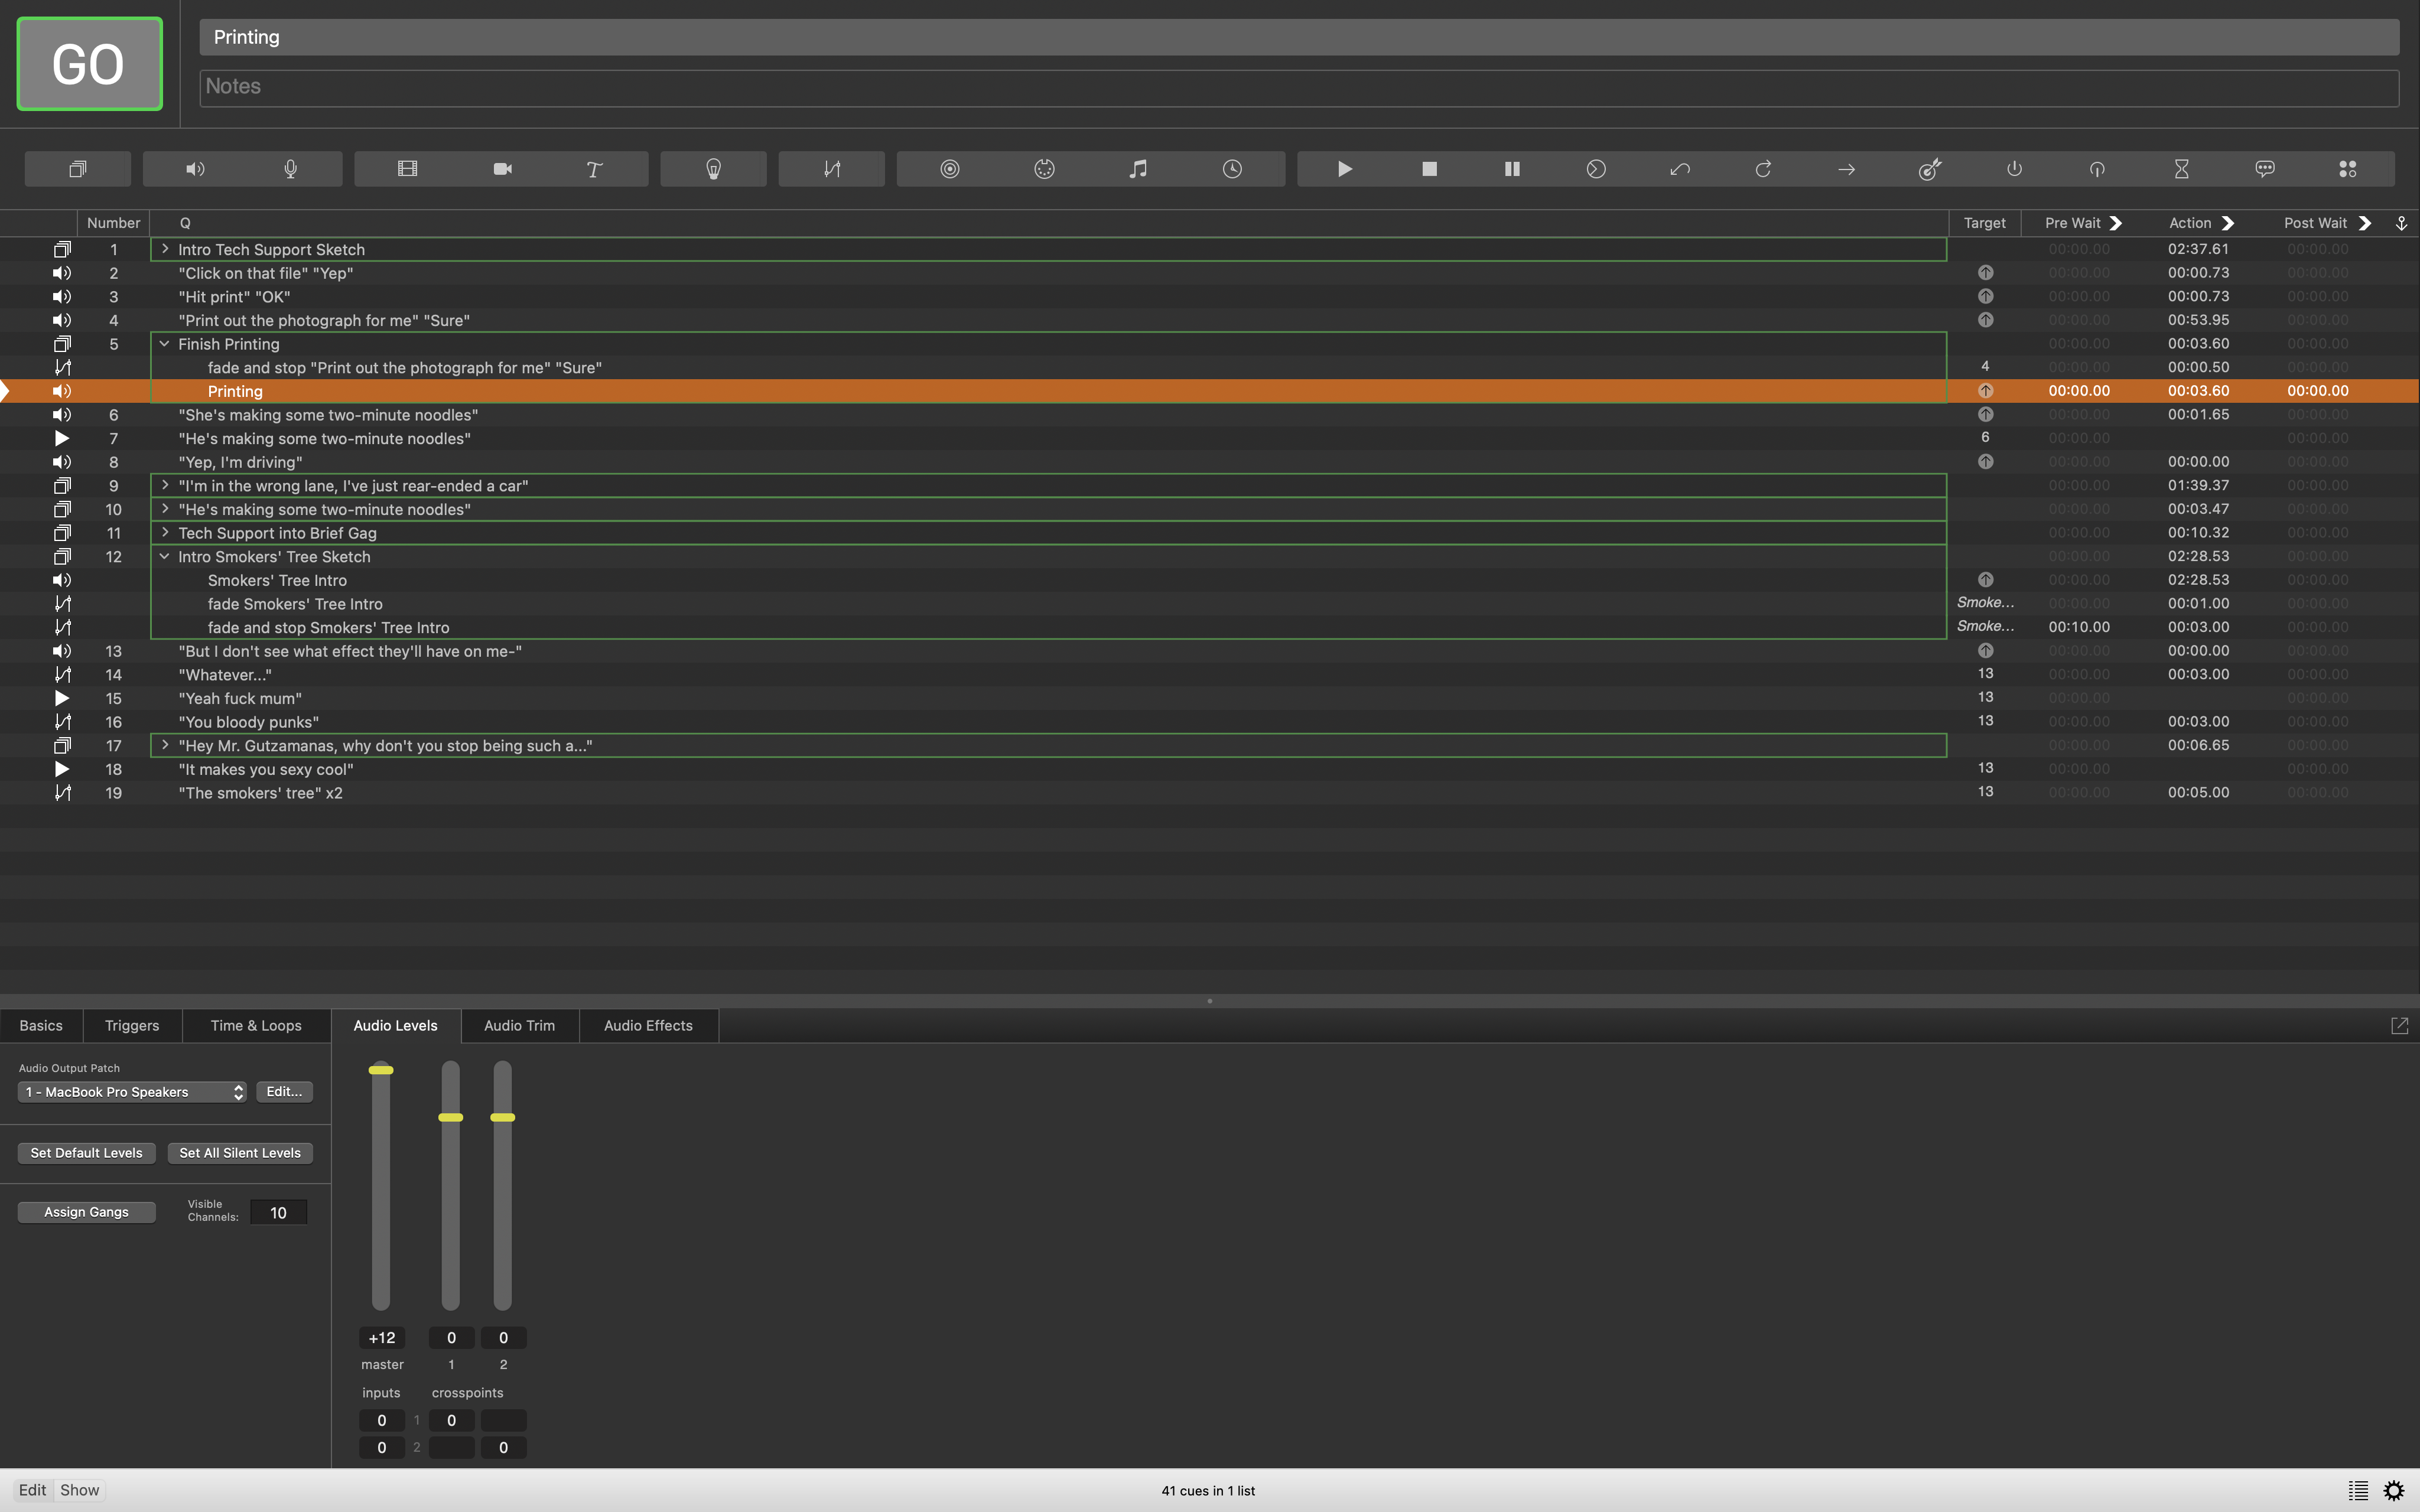 GO
Printing
Notes
Number Q Target Pre Wait Action Post Wait
1 Intro Tech Support Sketch 00:00.00 02:37.61 00:00.00
2 "Click on that file" "Yep" 00:00.00 00:00.73 00:00.00
3 "Hit print" "OK" 00:00.00 00:00.73 00:00.00
4 "Print out the photograph for me" "Sure" 00:00.00 00:53.95 00:00.00
5 Finish Printing 00:00.00 00:03.60 00:00.00
fade and stop "Print out the photograph for me" "Sure" 4 00:00.00 00:00.50 00:00.00
Printing 00:00.00 00:03.60 00:00.00
6 "She's making some two-minute noodles" 00:00.00 00:01.65 00:00.00
7 "He's making some two-minute noodles" 6 00:00.00 00:00.00
8 "Yep, I'm driving" 00:00.00 00:00.00 00:00.00
9 "I'm in the wrong lane, I've just rear-ended a car" 00:00.00 01:39.37 00:00.00
10 "He's making some two-minute noodles" 00:00.00 00:03.47 00:00.00
11 Tech Support into Brief Gag 00:00.00 00:10.32 00:00.00
12 Intro Smokers' Tree Sketch 00:00.00 02:28.53 00:00.00
Smokers' Tree Intro 00:00.00 02:28.53 00:00.00
fade Smokers' Tree Intro Smoke... 00:00.00 00:01.00 00:00.00
fade and stop Smokers' Tree Intro Smoke... 00:10.00 00:03.00 00:00.00
13 "But I don't see what effect they'll have on me-" 00:00.00 00:00.00 00:00.00
14 "Whatever..." 13 00:00.00 00:03.00 00:00.00
15 "Yeah fuck mum" 13 00:00.00 00:00.00
16 "You bloody punks" 13 00:00.00 00:03.00 00:00.00
17 "Hey Mr. Gutzamanas, why don't you stop being such a..." 00:00.00 00:06.65 00:00.00
18 "It makes you sexy cool" 13 00:00.00 00:00.00
19 "The smokers' tree" x2 13 00:00.00 00:05.00 00:00.00
Basics Triggers Time & Loops Audio Levels Audio Trim Audio Effects
Audio Output Patch
1 - MacBook Pro Speakers Edit...
Set Default Levels Set All Silent Levels
Assign Gangs Visible Channels: 10
+12 0 0
master 1 2
inputs crosspoints
0 1 0
0 2 0
Edit Show 41 cues in 1 list